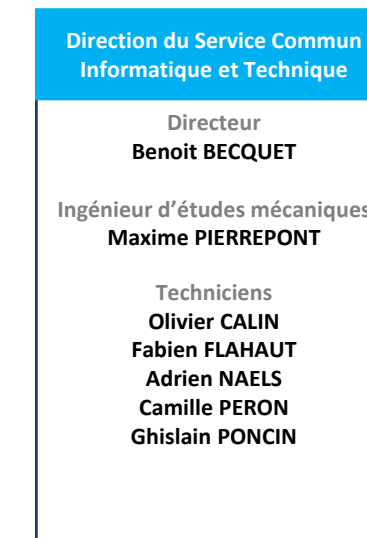 Direction du Service Commun
Informatique et Technique
Directeur
Benoit BECQUET
Ingénieur d'études mécaniques
Maxime PIERREPONT
Techniciens
Olivier CALIN
Fabien FLAHAUT
Adrien NAELS
Camille PERON
Ghislain PONCIN